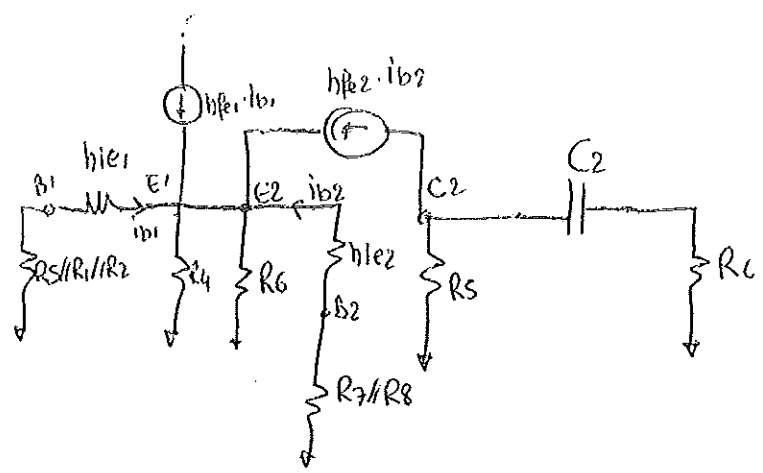 hfe1·ib1
hfe2·ib2
C2
B1
hie1
E1
E2
ib2
C2
ib1
hie2
RS//R1//R2
R4
R6
B2
R5
RL
R7//R8